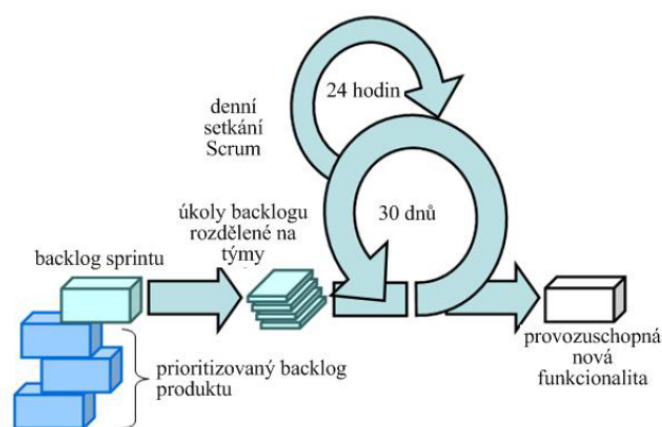 24 hodin
denní
setkání
Scrum
30 dnů
úkoly backlogu
rozdělené na
týmy
backlog sprintu
provozuschopná
nová
funkcionalita
prioritizovaný backlog
produktu